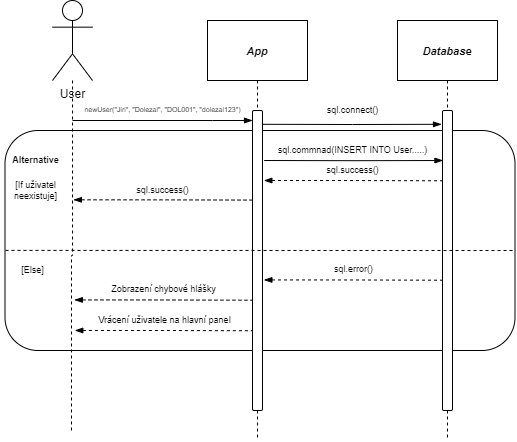 App
Database
User
newUser("Jiri", "Dolezal", "DOL001", "dolezal123")
sql.connect()
Alternative
sql.commnad(INSERT INTO User.....)
sql.success()
[If uživatel
neexistuje]
sql.success()
[Else]
sql.error()
Zobrazení chybové hlášky
Vrácení uživatele na hlavní panel